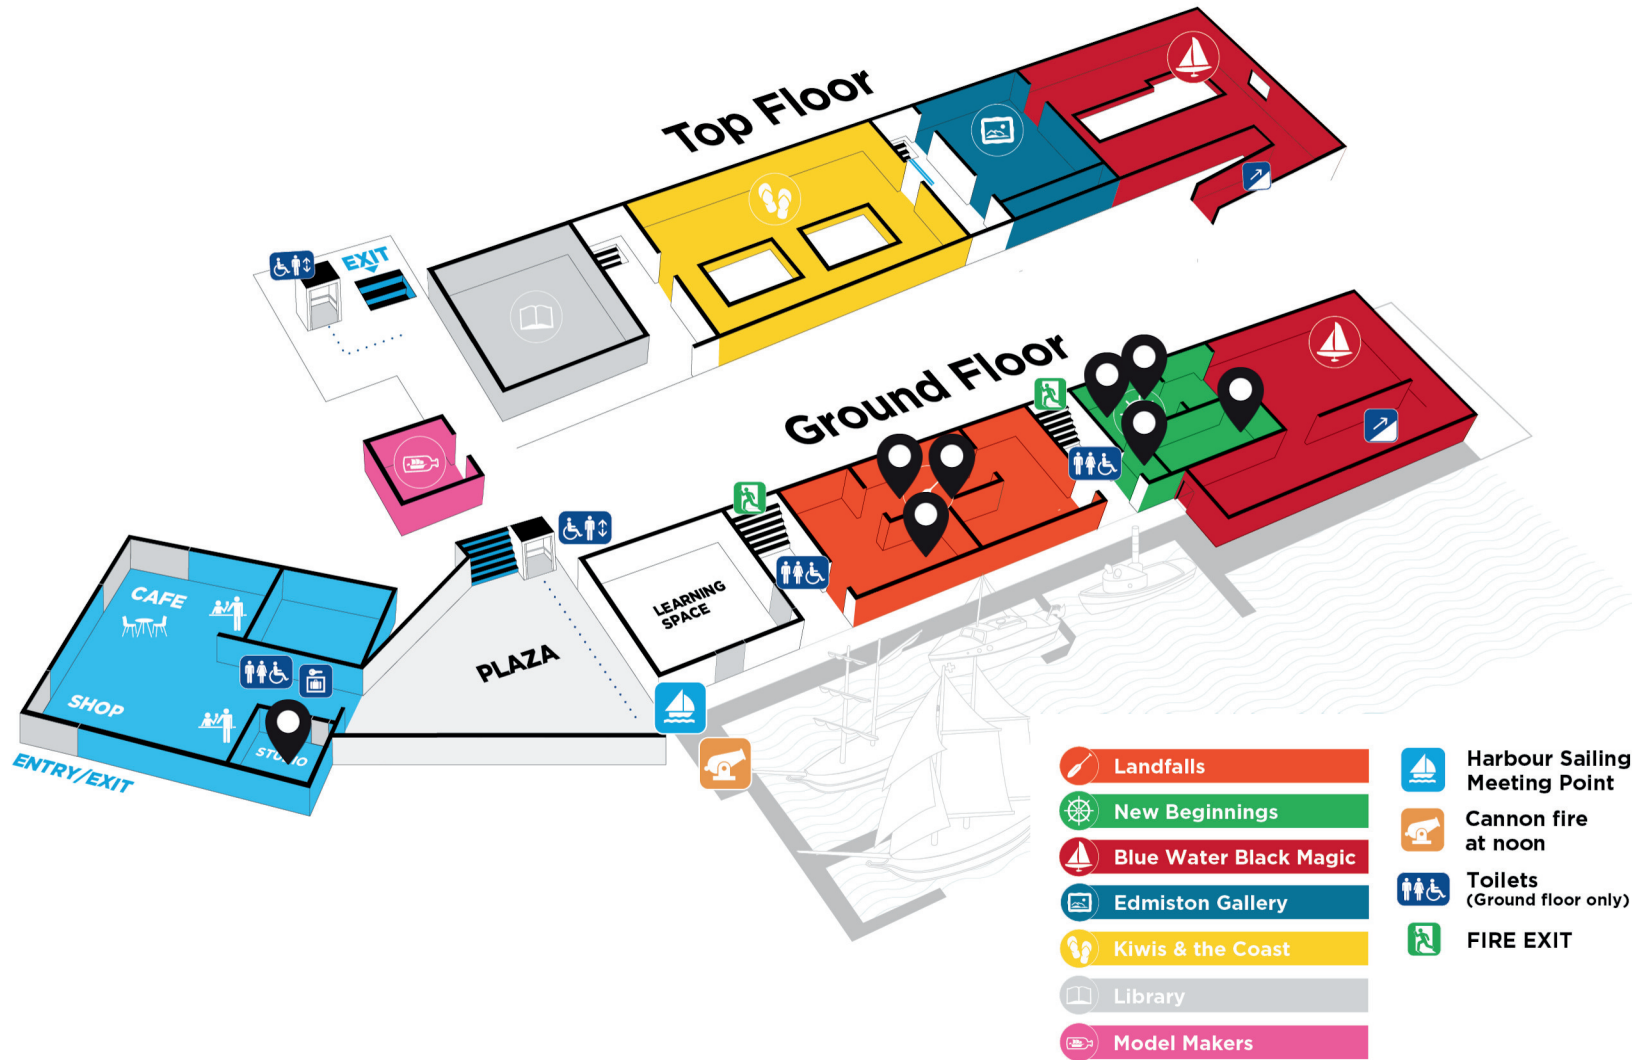 Top Floor
EXIT
Ground Floor
LEARNING
SPACE
CAFE
PLAZA
SHOP
STUDIO
ENTRY/EXIT
Landfalls
New Beginnings
Blue Water Black Magic
Edmiston Gallery
Kiwis & the Coast
Library
Model Makers
Harbour Sailing
Meeting Point
Cannon fire
at noon
Toilets
(Ground floor only)
FIRE EXIT